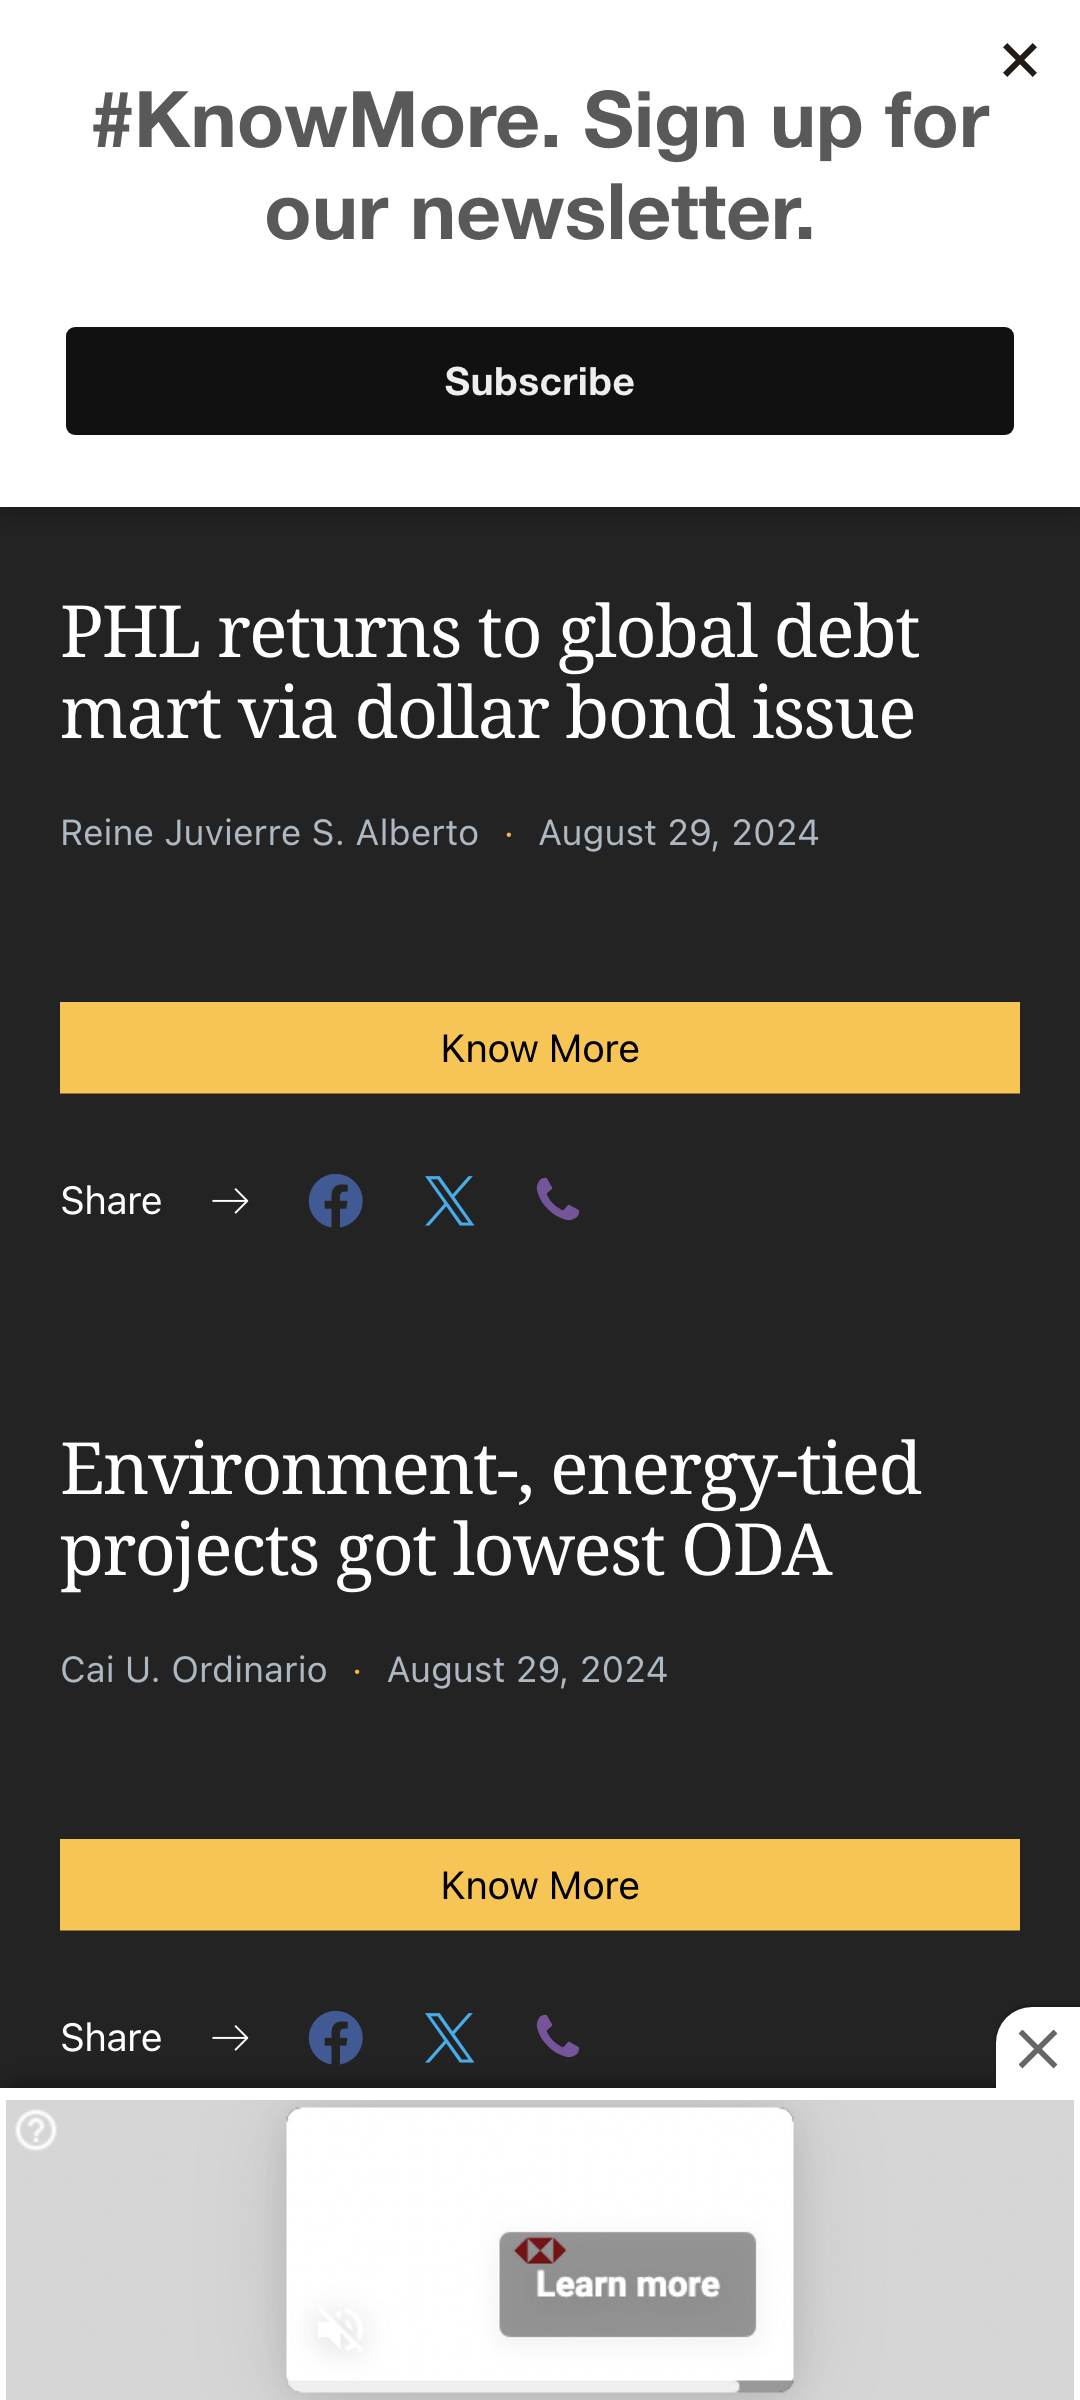 #KnowMore. Sign up for
our newsletter.
Subscribe
PHL returns to global debt
mart via dollar bond issue
Reine Juvierre S. Alberto · August 29, 2024
Know More
Share →
Environment-, energy-tied
projects got lowest ODA
Cai U. Ordinario · August 29, 2024
Know More
Share →
Learn more